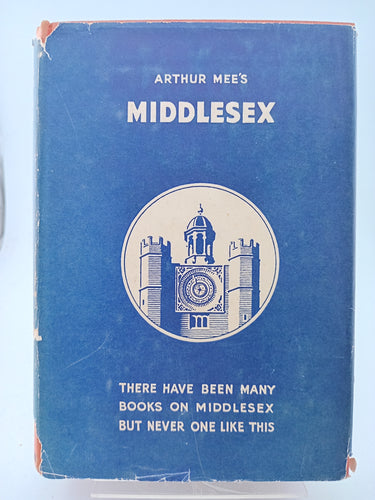 ARTHUR MEE'S
MIDDLESEX
THERE HAVE BEEN MANY
BOOKS ON MIDDLESEX
BUT NEVER ONE LIKE THIS